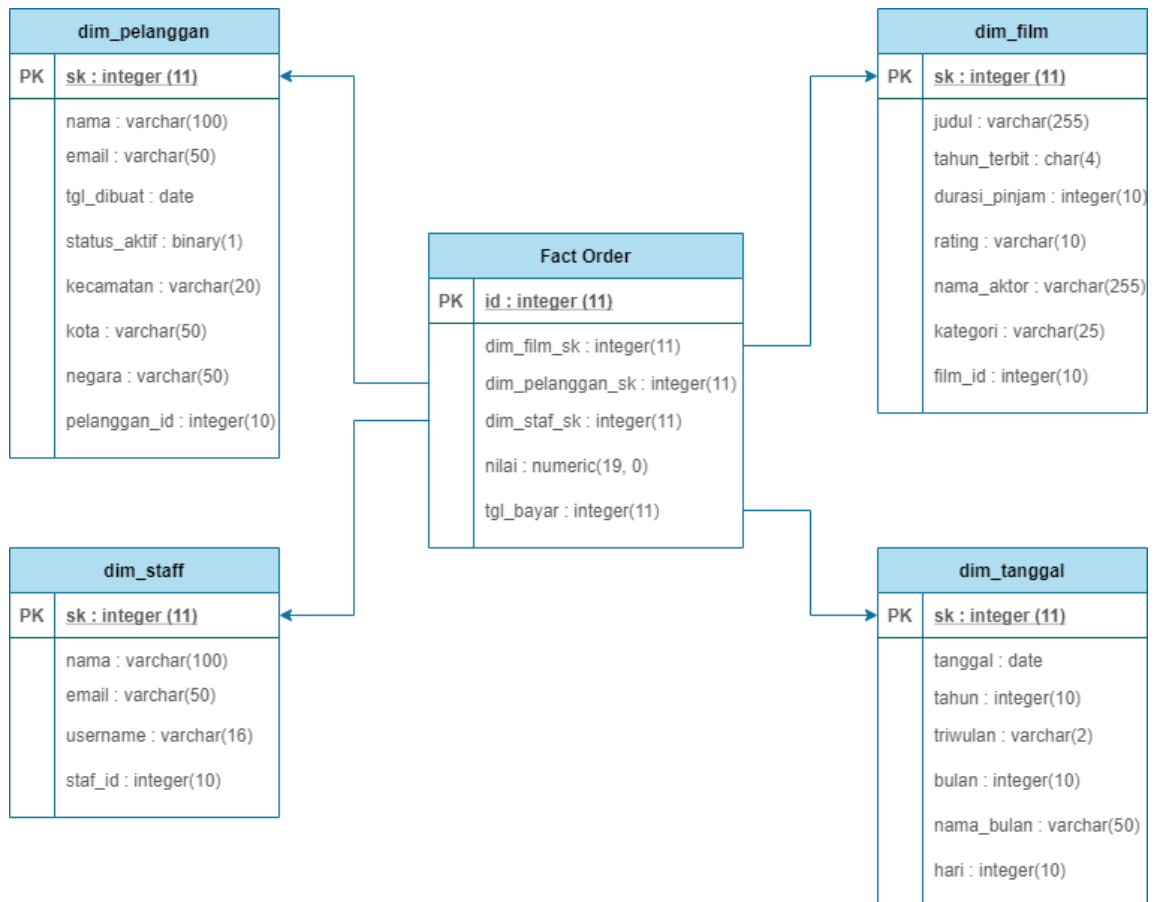 dim_pelanggan
PK sk : integer (11)
nama : varchar(100)
email : varchar(50)
tgl_dibuat : date
status_aktif : binary(1)
kecamatan : varchar(20)
kota : varchar(50)
negara : varchar(50)
pelanggan_id : integer(10)
dim_film
PK sk : integer (11)
judul : varchar(255)
tahun_terbit : char(4)
durasi_pinjam : integer(10)
rating : varchar(10)
nama_aktor : varchar(255)
kategori : varchar(25)
film_id : integer(10)
Fact Order
PK id : integer (11)
dim_film_sk : integer(11)
dim_pelanggan_sk : integer(11)
dim_staf_sk : integer(11)
nilai : numeric(19, 0)
tgl_bayar : integer(11)
dim_staff
PK sk : integer (11)
nama : varchar(100)
email : varchar(50)
username : varchar(16)
staf_id : integer(10)
dim_tanggal
PK sk : integer (11)
tanggal : date
tahun : integer(10)
triwulan : varchar(2)
bulan : integer(10)
nama_bulan : varchar(50)
hari : integer(10)